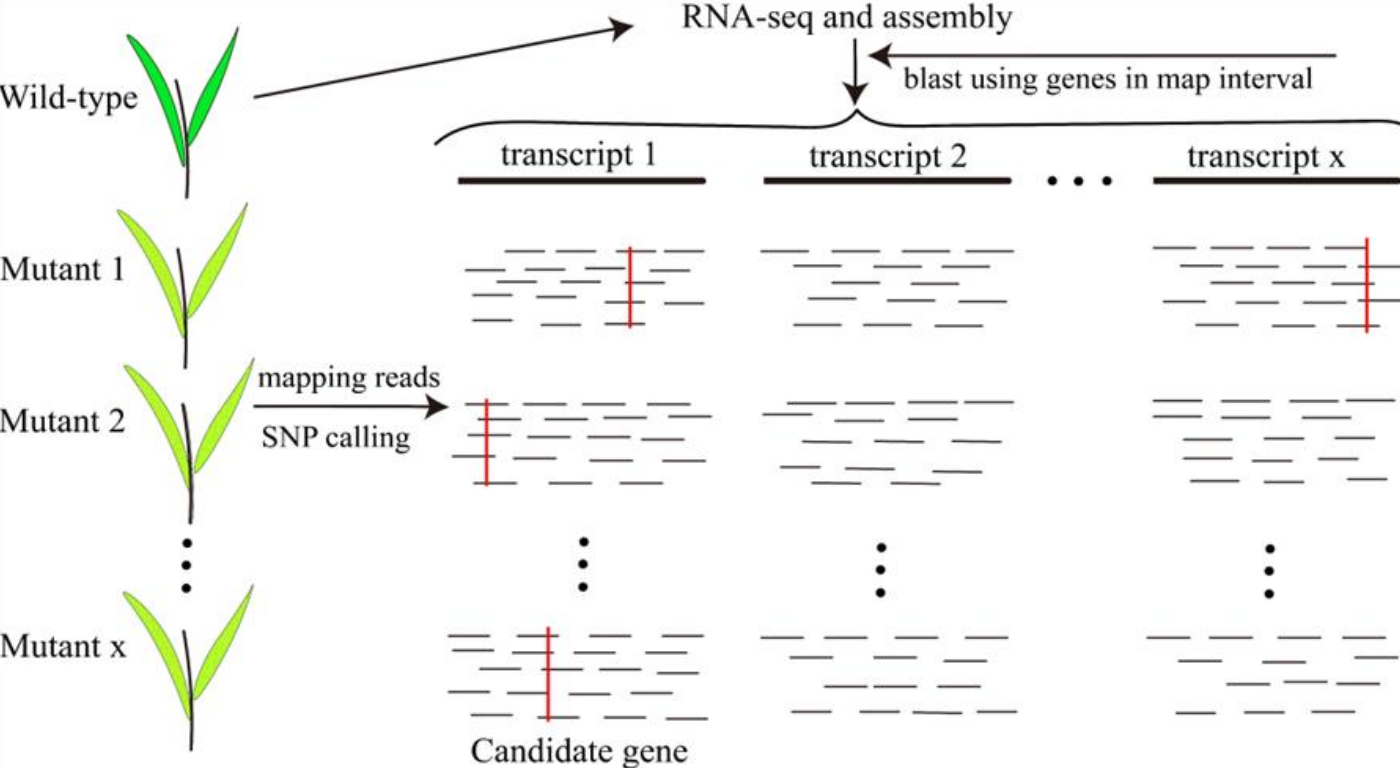 RNA-seq and assembly
blast using genes in map interval
Wild-type
transcript 1
transcript 2
transcript x
Mutant 1
Mutant 2
mapping reads
SNP calling
Mutant x
Candidate gene